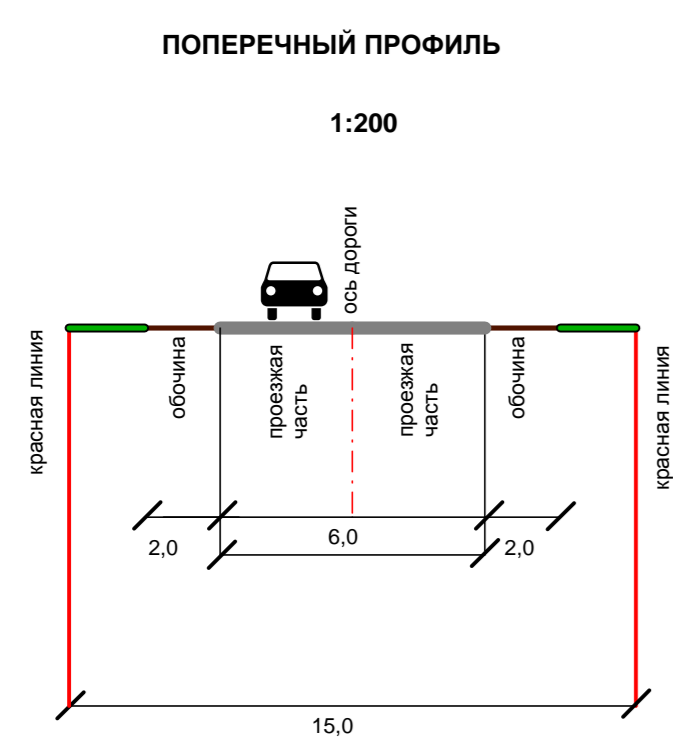 ПОПЕРЕЧНЫЙ ПРОФИЛЬ
1:200
ось дороги
красная линия
обочина
проезжая
часть
проезжая
часть
обочина
красная линия
2,0
6,0
2,0
15,0